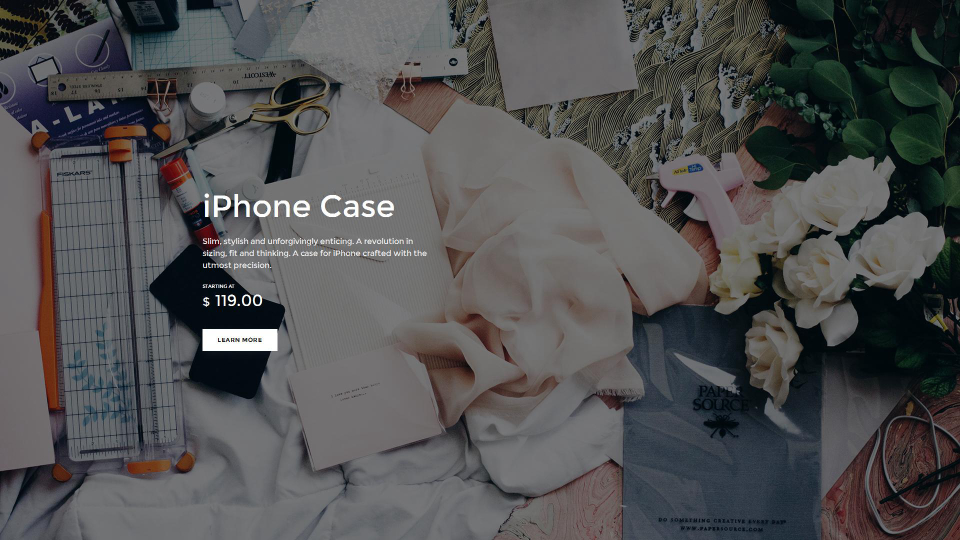 WESTCOTT
A-LA
FISKARS
iPhone Case
Slim, stylish and unforgivingly enticing. A revolution in
sizing, fit and thinking. A case for iPhone crafted with the
utmost precision.
STARTING AT
$ 119.00
LEARN MORE
PAPER
SOURCE
DO SOMETHING CREATIVE EVERY DAY
WWW.PAPERSOURCE.COM